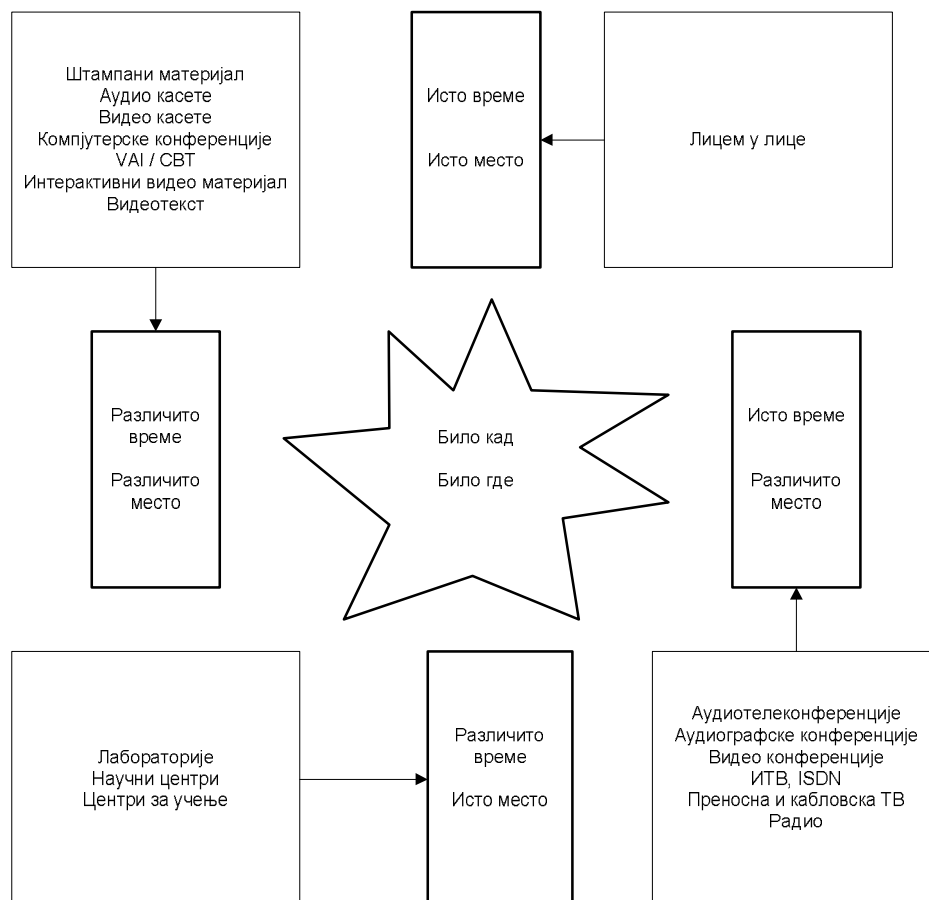 Штампани материјал
Аудио касете
Видео касете
Компјутерске конференције
VAI / CBT
Интерактивни видео материјал
Видеотекст
Исто време
Исто место
Лицем у лице
Различито
време
Различито
место
Било кад
Било где
Исто време
Различито
место
Лабораторије
Научни центри
Центри за учење
Различито
време
Исто место
Аудиотелеконференције
Аудиографске конференције
Видео конференције
ИТВ, ISDN
Преносна и кабловска ТВ
Радио